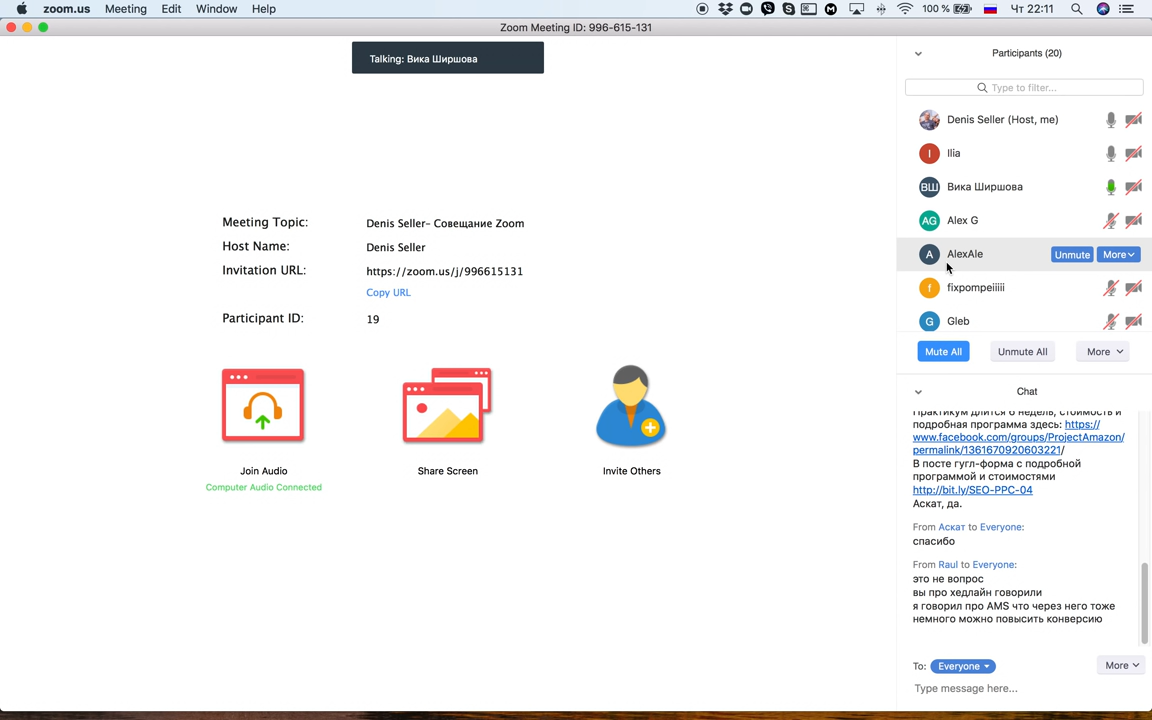 zoom.us Meeting Edit Window Help
100 % Чт 22:11
Zoom Meeting ID: 996-615-131
Talking: Вика Ширшова
Meeting Topic: Denis Seller- Совещание Zoom
Host Name: Denis Seller
Invitation URL: https://zoom.us/j/996615131
Copy URL
Participant ID: 19
Join Audio
Computer Audio Connected
Share Screen
Invite Others
Participants (20)
Type to filter...
Denis Seller (Host, me)
I Ilia
ВШ Вика Ширшова
AG Alex G
A AlexAle Unmute More
f fixpompeiiiii
G Gleb
Mute All Unmute All More
Chat
Практикум длится 6 недель, стоимость и
подробная программа здесь: https://
www.facebook.com/groups/ProjectAmazon/
permalink/1361670920603221/
В посте гугл-форма с подробной
программой и стоимостями
http://bit.ly/SEO-PPC-04
Аскат, да.
From Аскат to Everyone:
спасибо
From Raul to Everyone:
это не вопрос
вы про хедлайн говорили
я говорил про AMS что через него тоже
немного можно повысить конверсию
To: Everyone More
Type message here...